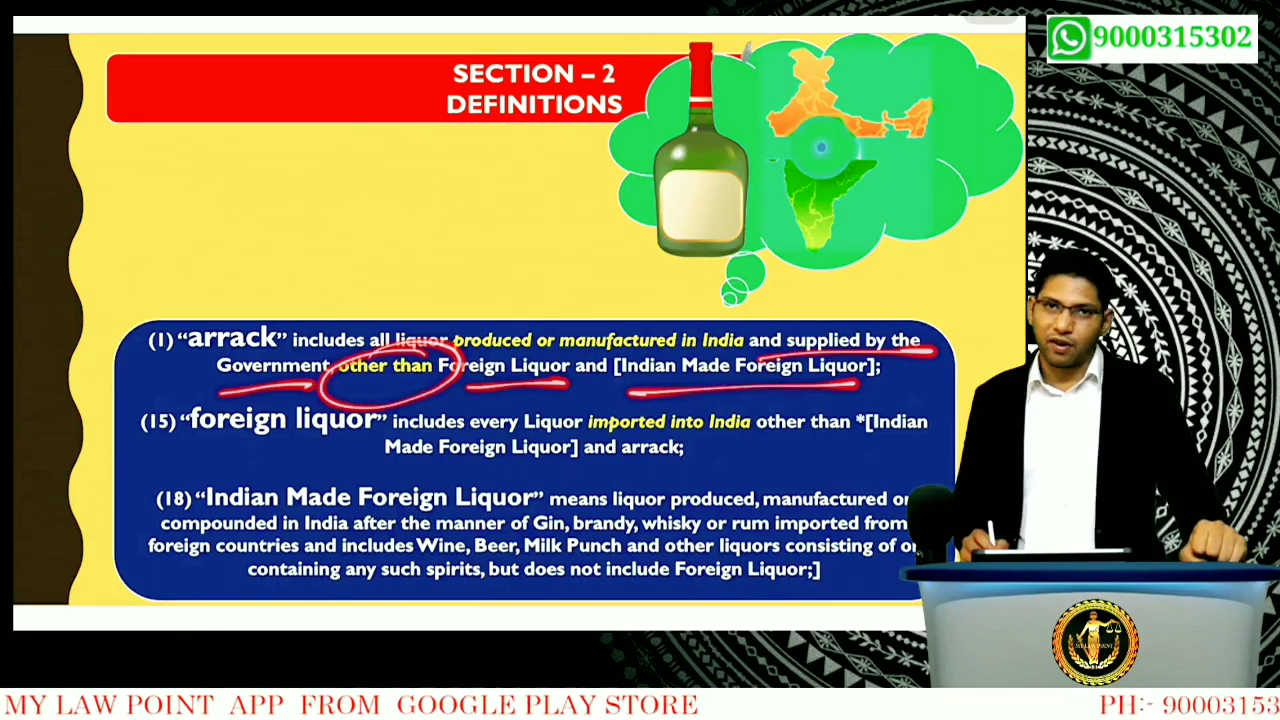 9000315302
SECTION – 2
DEFINITIONS
(1) “arrack” includes all liquor produced or manufactured in India and supplied by the
Government other than Foreign Liquor and [Indian Made Foreign Liquor];
(15) “foreign liquor” includes every Liquor imported into India other than *[Indian
Made Foreign Liquor] and arrack;
(18) “Indian Made Foreign Liquor” means liquor produced, manufactured or
compounded in India after the manner of Gin, brandy, whisky or rum imported from
foreign countries and includes Wine, Beer, Milk Punch and other liquors consisting of or
containing any such spirits, but does not include Foreign Liquor;]
MY LAW POINT
MY LAW POINT APP FROM GOOGLE PLAY STORE
PH:- 90003153